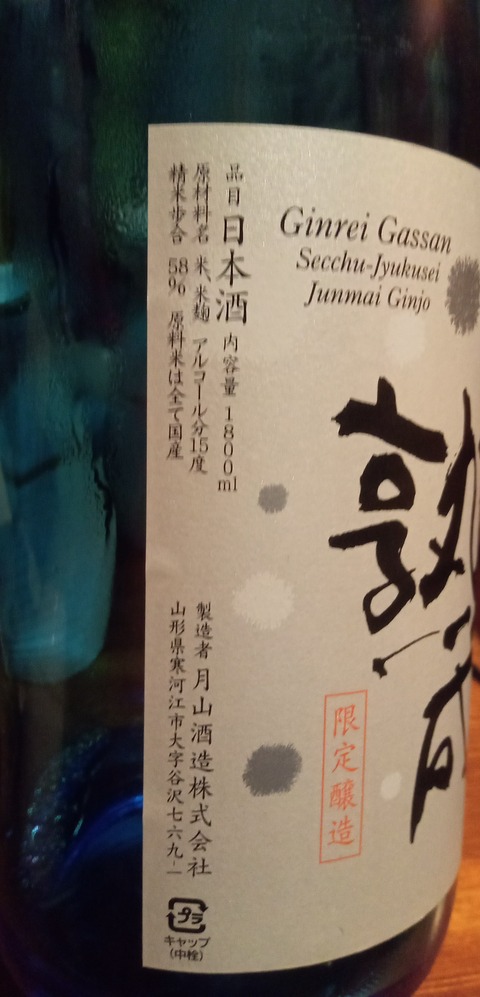 Ginrei Gassan
Secchu-Jyukusei
Junmai Ginjo
限定醸造
品目 日本酒 内容量 1800ml
原材料名 米、米麹 アルコール分15度
精米歩合 58% 原料米は全て国産
製造者 月山酒造株式会社
山形県寒河江市大字谷沢七六九-一
プラ
キャップ
(中栓)